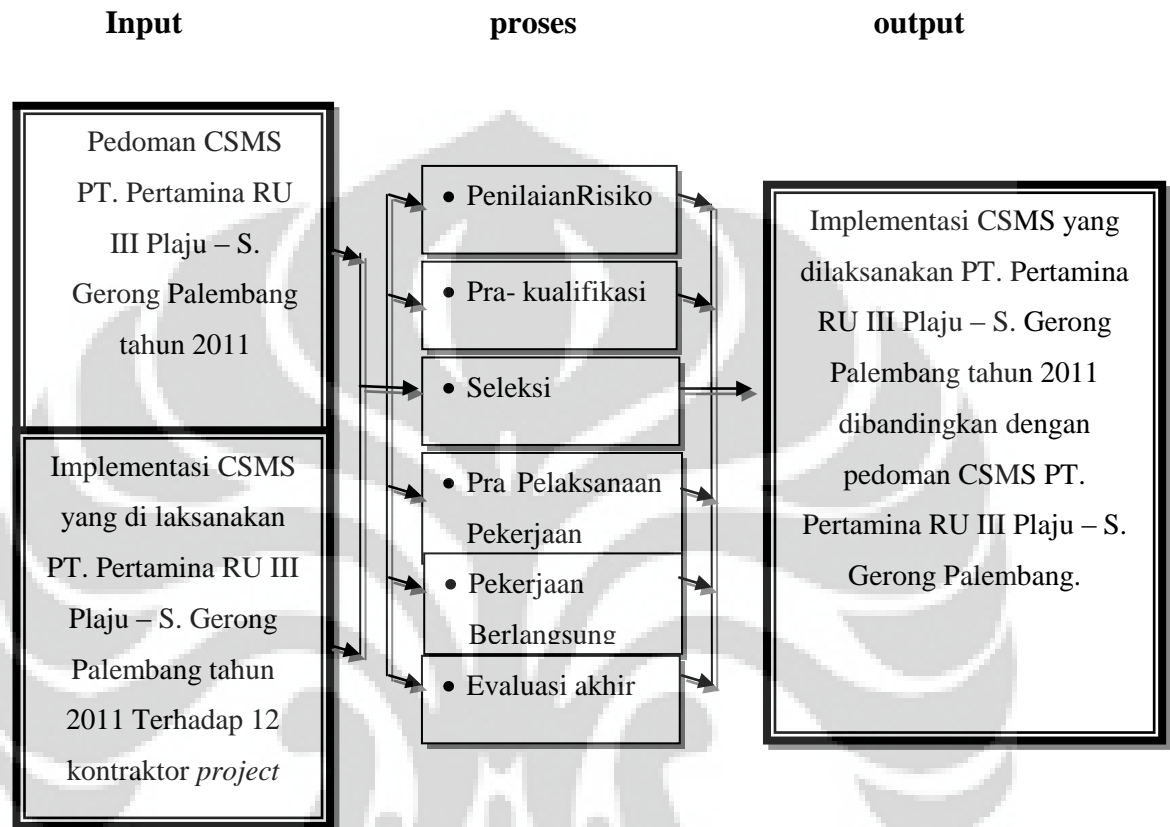 Input proses output
Pedoman CSMS
PT. Pertamina RU
III Plaju – S.
Gerong Palembang
tahun 2011
Implementasi CSMS
yang di laksanakan
PT. Pertamina RU III
Plaju – S. Gerong
Palembang tahun
2011 Terhadap 12
kontraktor project
• PenilaianRisiko
• Pra- kualifikasi
• Seleksi
• Pra Pelaksanaan
Pekerjaan
• Pekerjaan
Berlangsung
• Evaluasi akhir
Implementasi CSMS yang
dilaksanakan PT. Pertamina
RU III Plaju – S. Gerong
Palembang tahun 2011
dibandingkan dengan
pedoman CSMS PT.
Pertamina RU III Plaju – S.
Gerong Palembang.